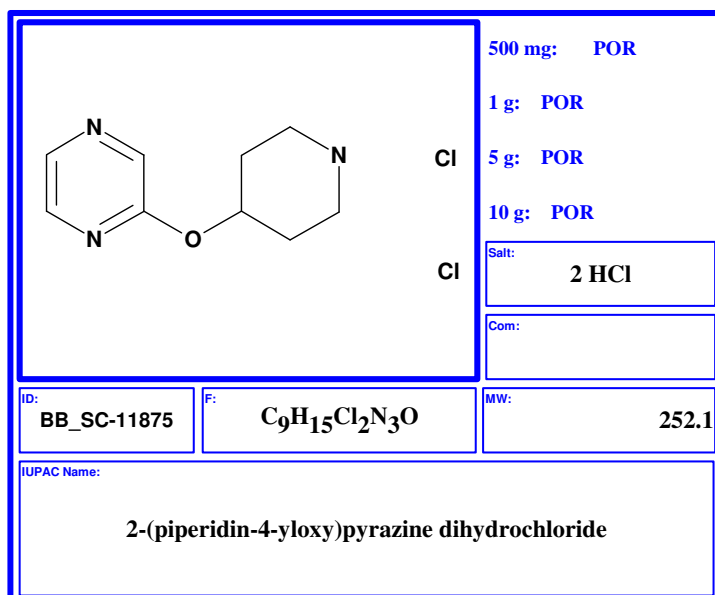 N
N
O
N
Cl
Cl
500 mg: POR
1 g: POR
5 g: POR
10 g: POR
Salt:
2 HCl
Com:
ID:
BB_SC-11875
F:
C9H15Cl2N3O
MW:
252.1
IUPAC Name:
2-(piperidin-4-yloxy)pyrazine dihydrochloride